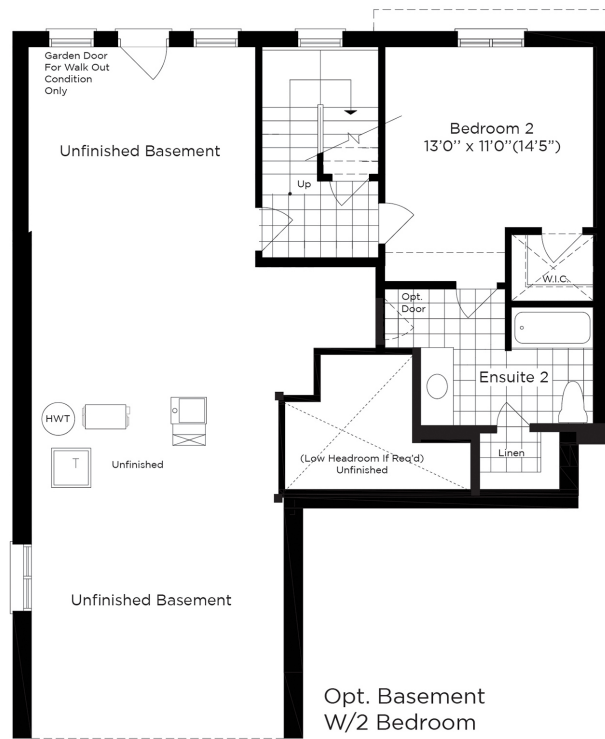 Garden Door
For Walk Out
Condition
Only
Unfinished Basement
Up
Bedroom 2
13'0'' x 11'0''(14'5'')
W.I.C.
Opt.
Door
Ensuite 2
HWT
T
Unfinished
(Low Headroom If Req'd)
Unfinished
Linen
Unfinished Basement
Opt. Basement
W/2 Bedroom